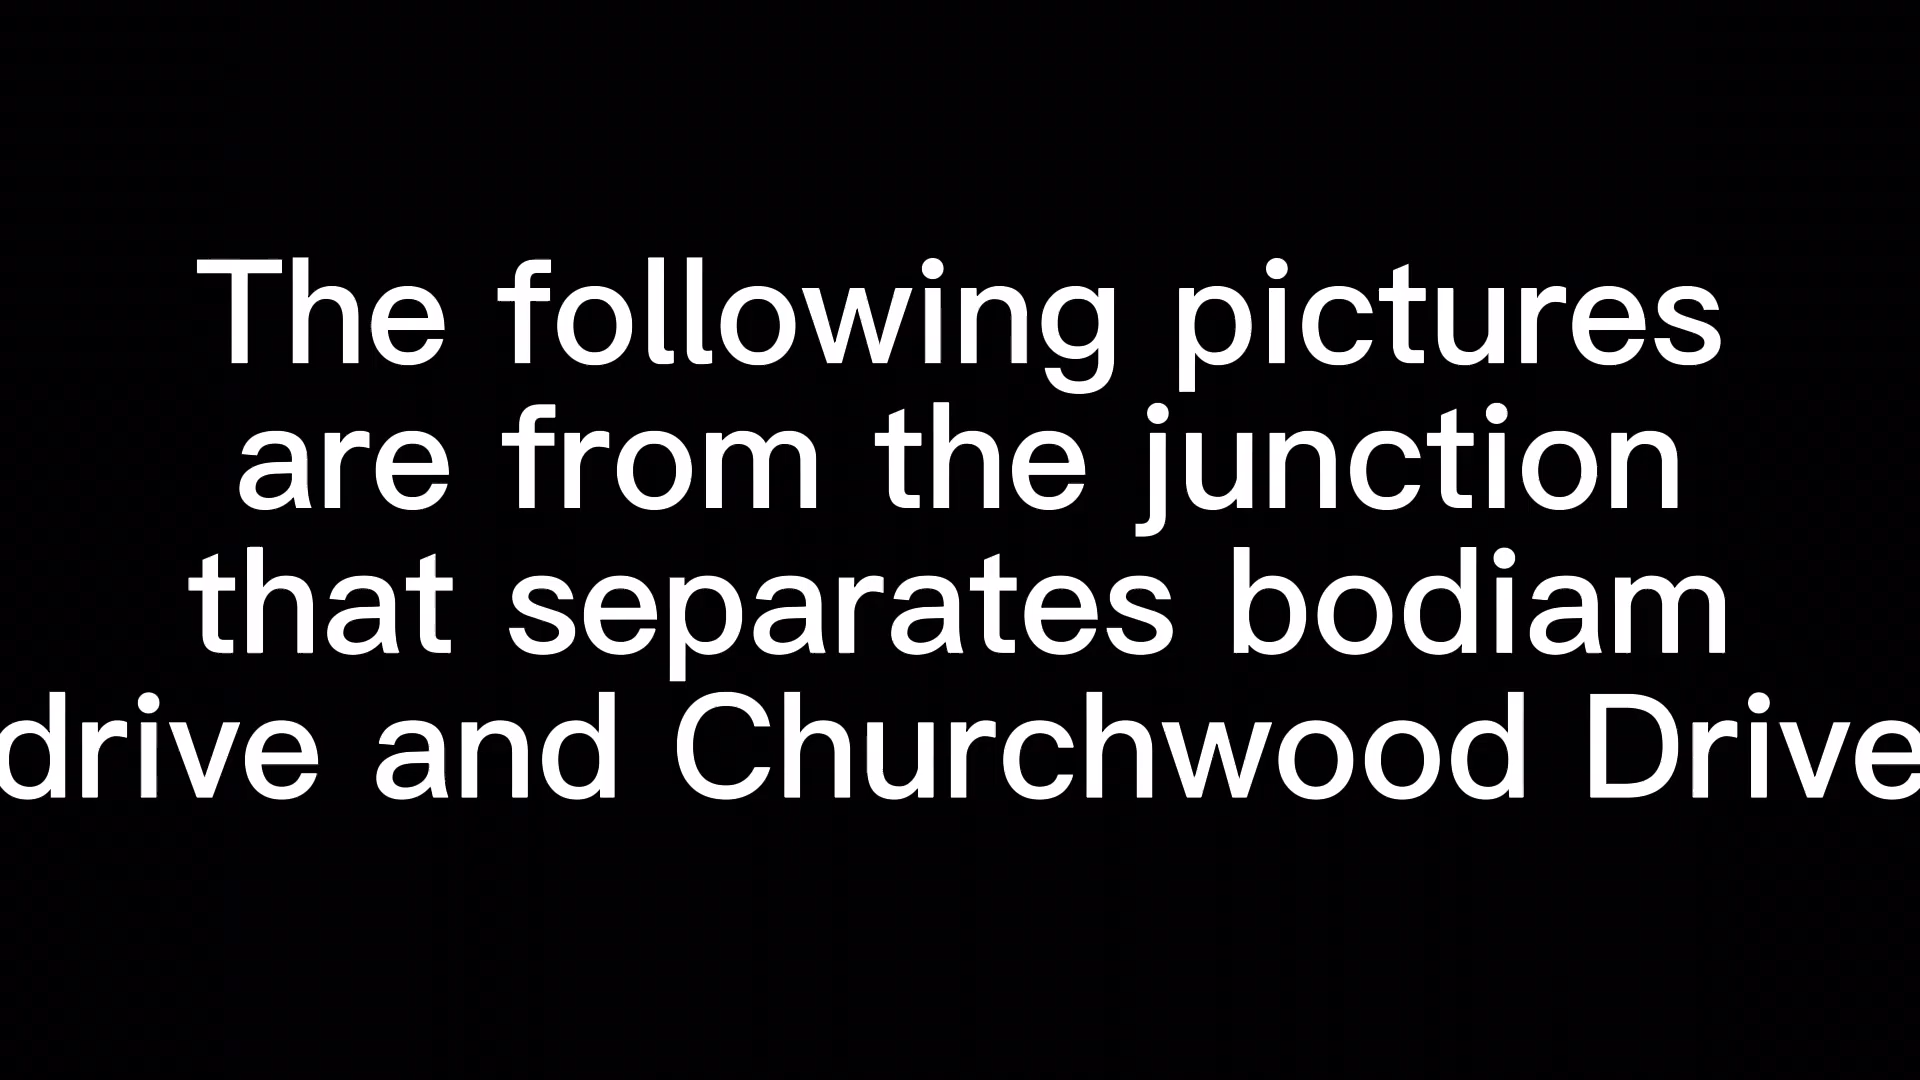 The following pictures
are from the junction
that separates bodiam
drive and Churchwood Drive